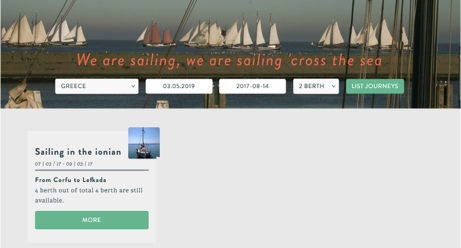 We are sailing, we are sailing 'cross the sea
GREECE
03.05.2019
2017-08-14
2 BERTH
LIST JOURNEYS
Sailing in the ionian
07 | 03 | 17 - 08 | 03 | 17
From Corfu to Lefkada
4 berth out of total 4 berth are still
available.
MORE